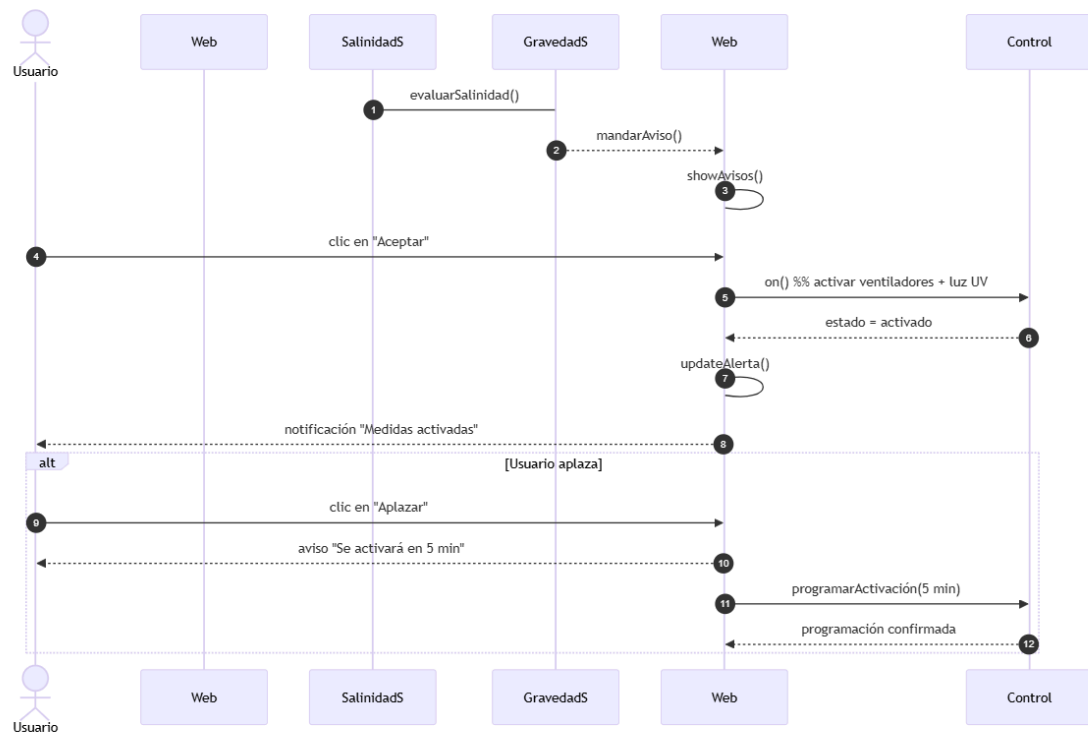 Usuario
Web
SalinidadS
GravedadS
Web
Control
evaluarSalinidad()
1
mandarAviso()
2
showAvisos()
3
clic en "Aceptar"
4
on() %% activar ventiladores + luz UV
5
estado = activado
6
updateAlerta()
7
notificación "Medidas activadas"
8
alt
[Usuario aplaza]
clic en "Aplazar"
9
aviso "Se activará en 5 min"
10
programarActivación(5 min)
11
programación confirmada
12
Usuario
Web
SalinidadS
GravedadS
Web
Control